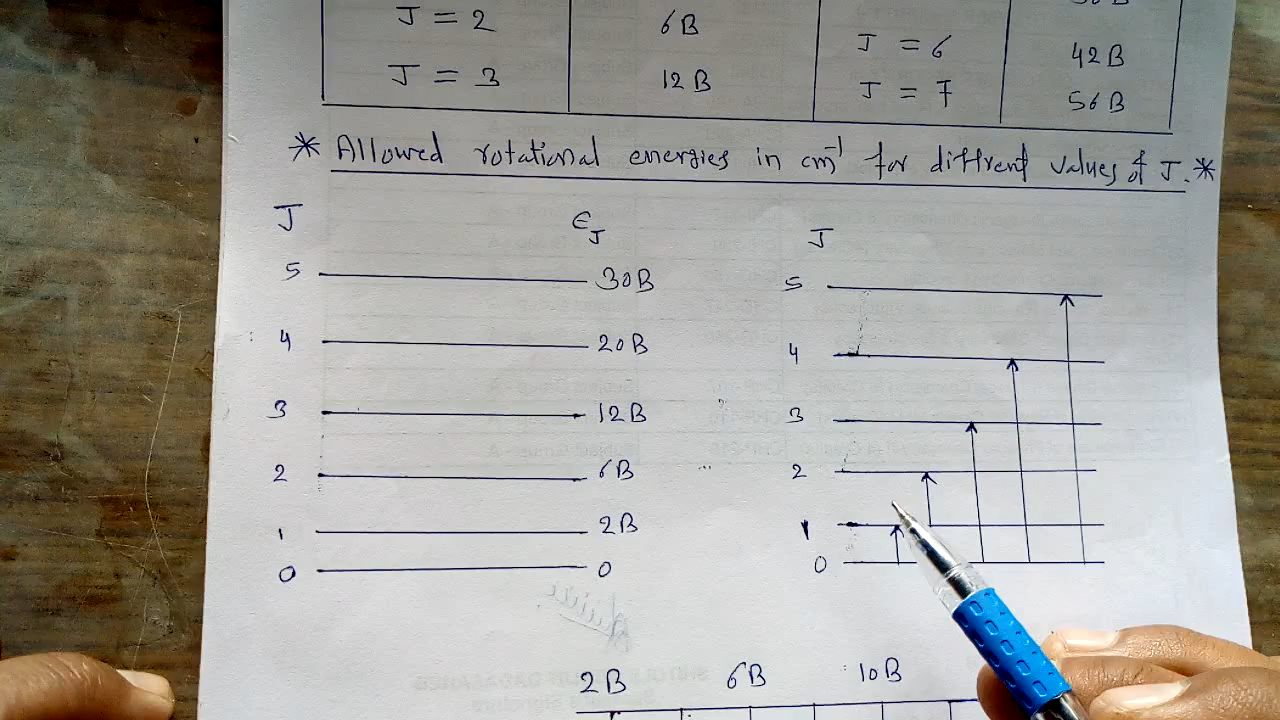 J = 2 6B
J = 6 42B
J = 3 12B
J = 7 56B
* Allowed rotational energies in cm⁻¹ for diffrent values of J. *
J ϵJ J
5 30B 5
4 20B 4
3 12B 3
2 6B 2
1 2B 1
0 0 0
2B 6B 10B